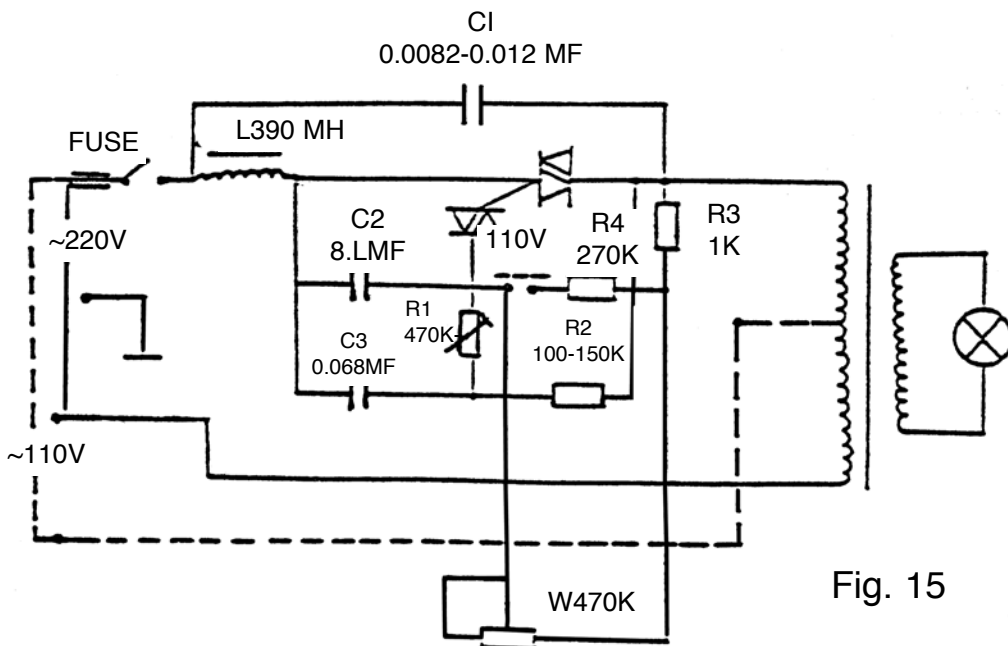 CI
0.0082-0.012 MF
FUSE
L390 MH
~220V
C2
8.LMF
110V
R4
270K
R3
1K
R1
470K
C3
0.068MF
R2
100-150K
~110V
W470K
Fig. 15